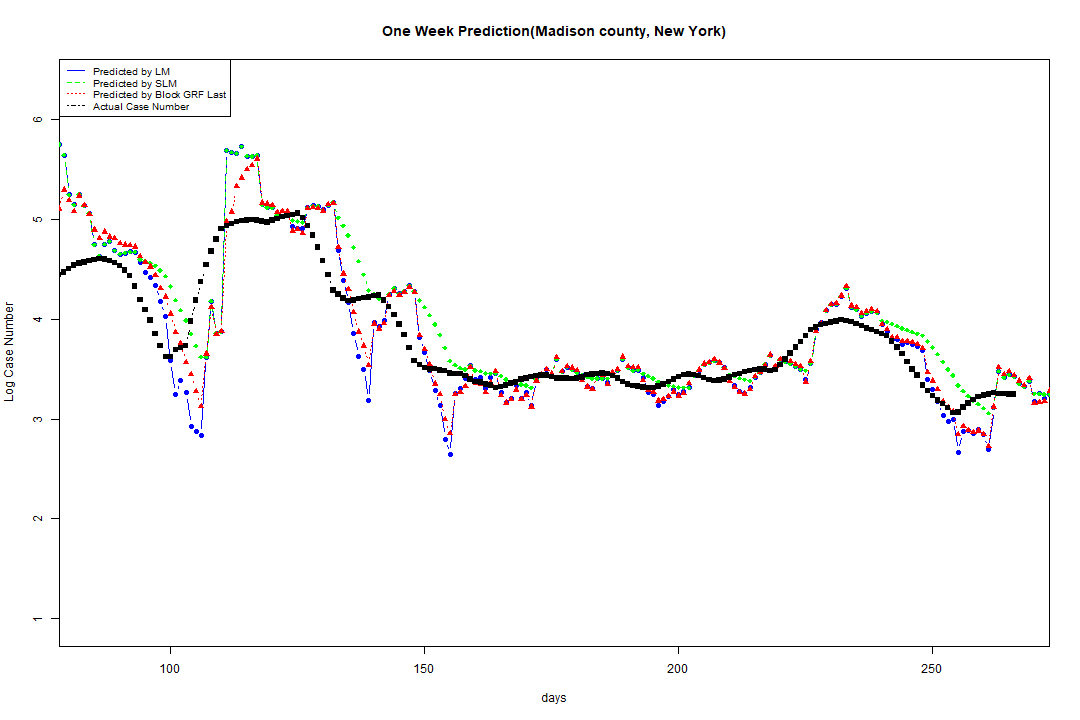 One Week Prediction(Madison county, New York)
Predicted by LM
Predicted by SLM
Predicted by Block GRF Last
Actual Case Number
Log Case Number
6
5
4
3
2
1
100 150 200 250
days